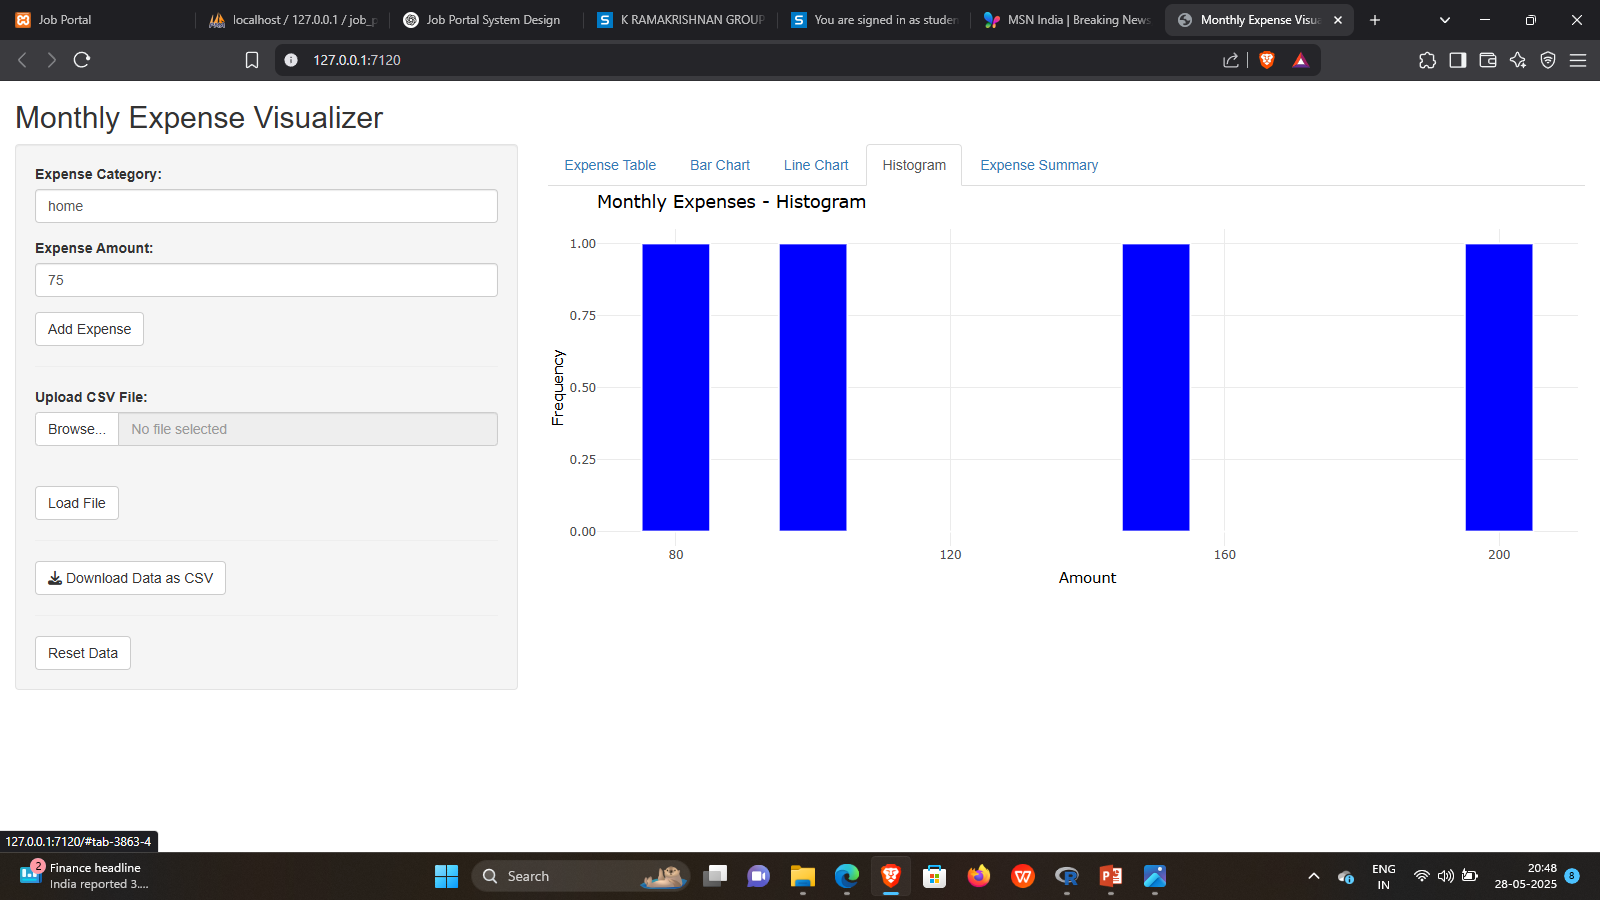 Job Portal
localhost / 127.0.0.1 / job_p
Job Portal System Design
K RAMAKRISHNAN GROUP
You are signed in as studen
MSN India | Breaking News
Monthly Expense Visua
127.0.0.1:7120
Monthly Expense Visualizer
Expense Category:
home
Expense Amount:
75
Add Expense
Upload CSV File:
Browse...
No file selected
Load File
Download Data as CSV
Reset Data
Expense Table
Bar Chart
Line Chart
Histogram
Expense Summary
Monthly Expenses - Histogram
1.00
0.75
0.50
0.25
0.00
Frequency
80
120
160
200
Amount
127.0.0.1:7120/#tab-3863-4
2
Finance headline
India reported 3....
Search
ENG
IN
20:48
28-05-2025
8